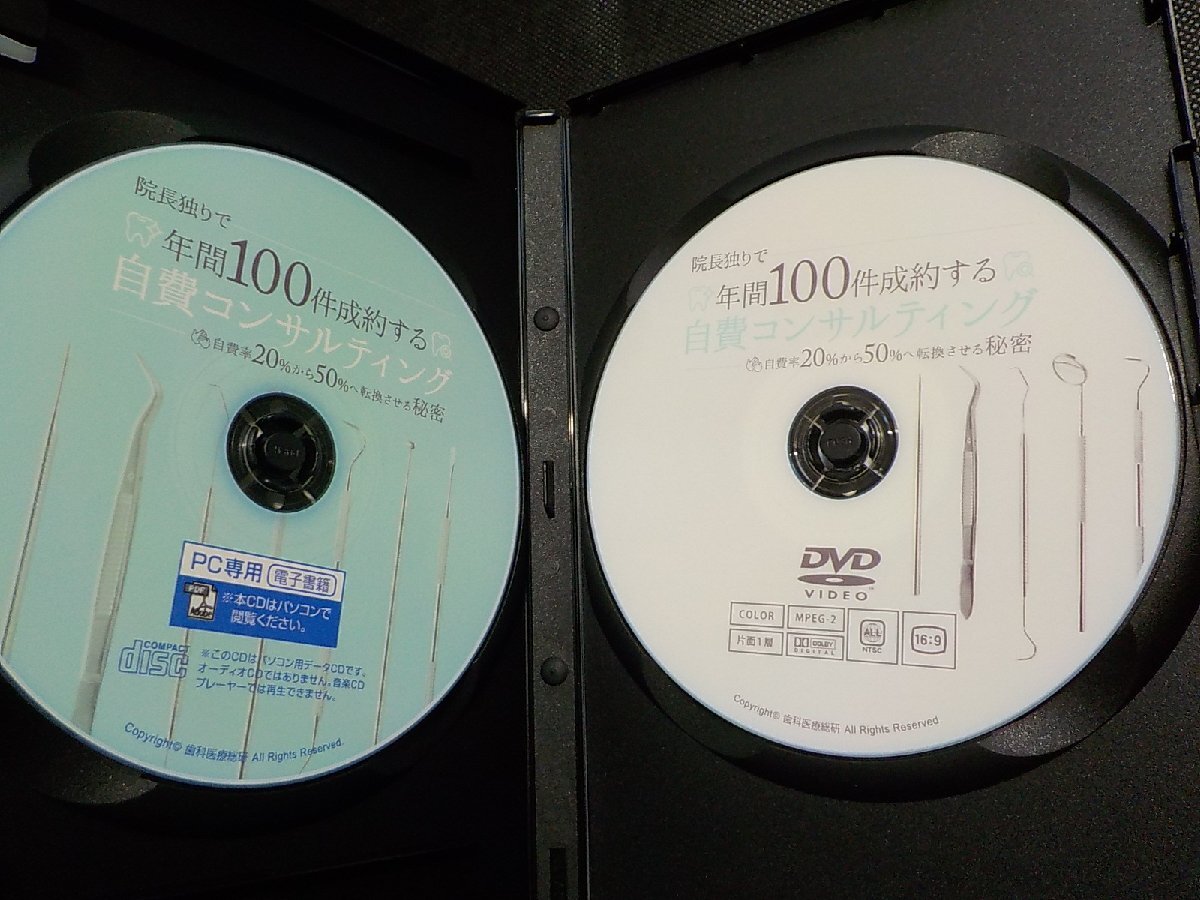 院長独りで
年間100件成約する
自費コンサルティング
自費率20%から50%へ転換させる秘密
PC専用 電子書籍
※本CDはパソコンで
閲覧ください。
COMPACT
disc
※このCDはパソコン用データCDです。
オーディオCDではありません。音楽CD
プレーヤーでは再生できません。
Copyright© 歯科医療総研 All Rights Reserved.
院長独りで
年間100件成約する
自費コンサルティング
自費率20%から50%へ転換させる秘密
DVD
VIDEO
COLOR MPEG-2 ALL NTSC 16:9
片面1層 DOLBY DIGITAL
Copyright© 歯科医療総研 All Rights Reserved